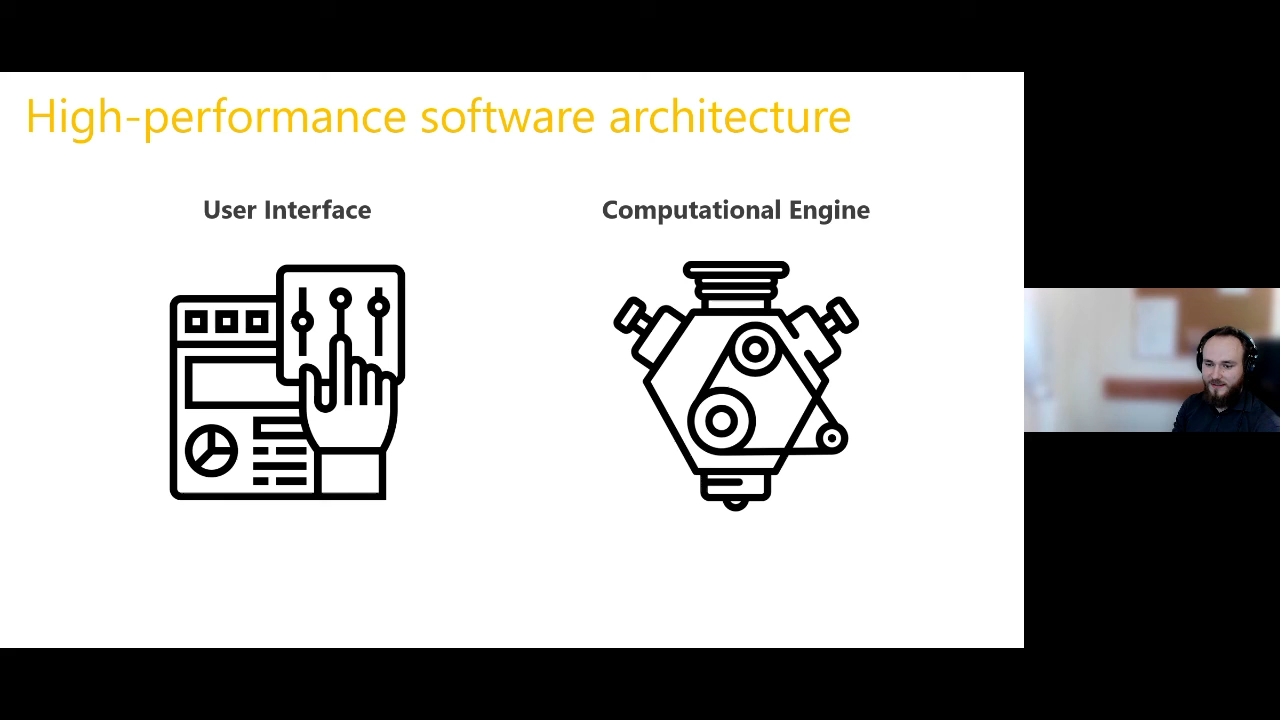 High-performance software architecture
User Interface
Computational Engine